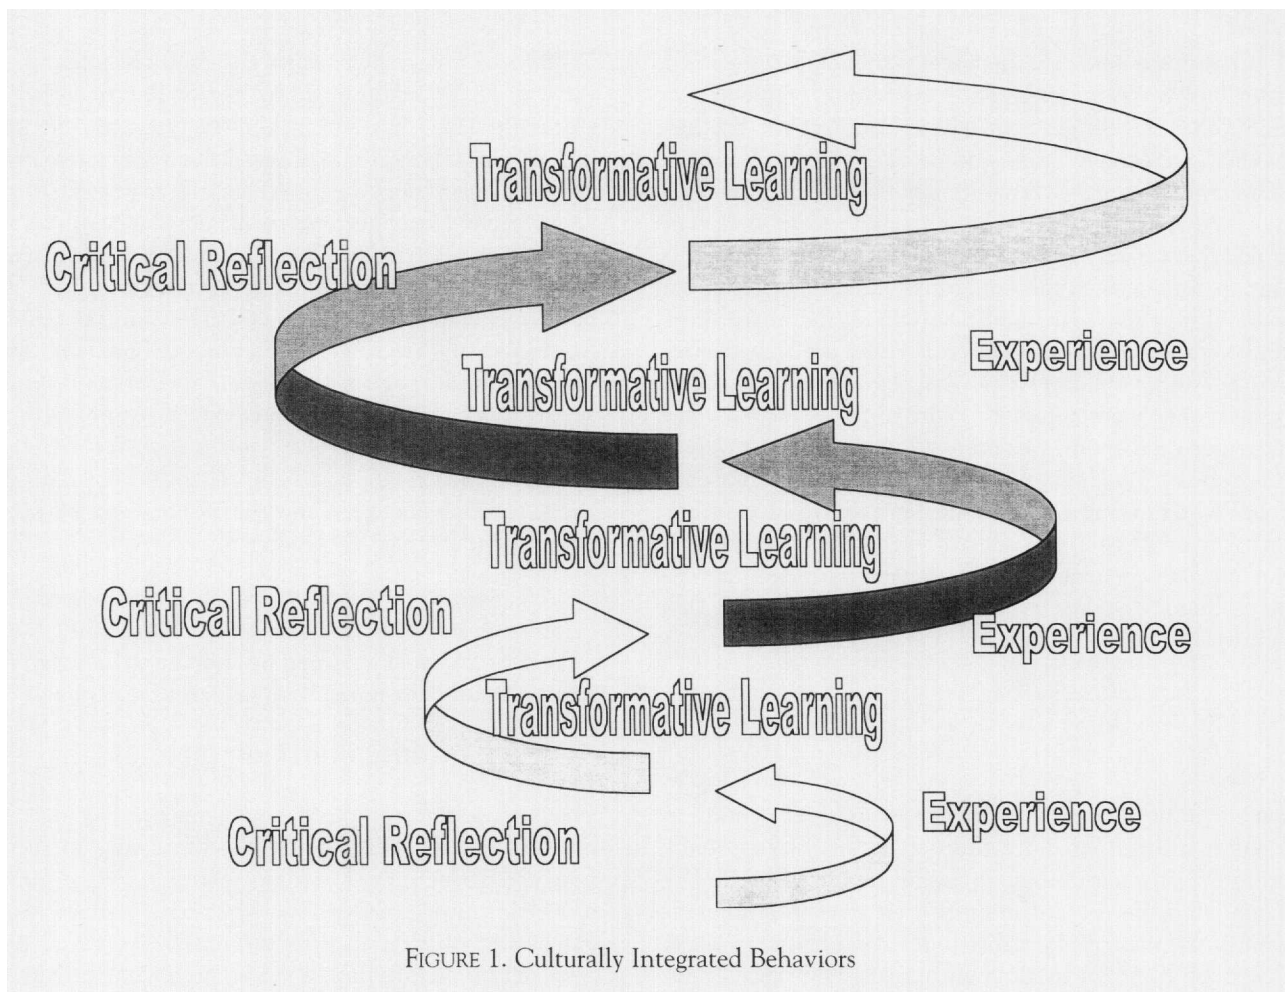 Transformative Learning
Critical Reflection
Experience
Transformative Learning
Transformative Learning
Critical Reflection
Experience
Transformative Learning
Experience
Critical Reflection
FIGURE 1. Culturally Integrated Behaviors